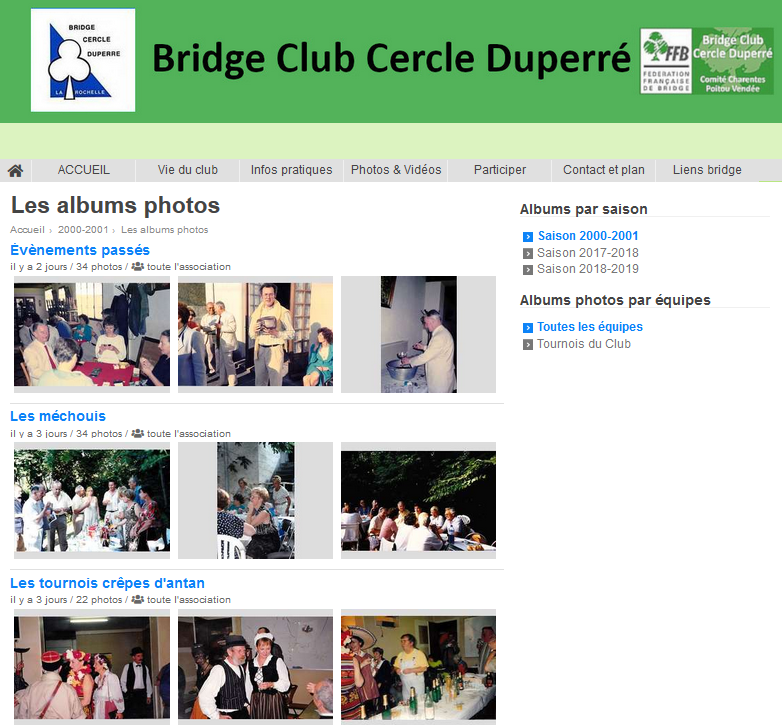 BRIDGE
CERCLE
DUPERRE
LA ROCHELLE
Bridge Club Cercle Duperré
FFB
FÉDÉRATION
FRANÇAISE
DE BRIDGE
Bridge Club
Cercle Duperré
Comité Charentes
Poitou Vendée
ACCUEIL
Vie du club
Infos pratiques
Photos & Vidéos
Participer
Contact et plan
Liens bridge
Les albums photos
Accueil › 2000-2001 › Les albums photos
Évènements passés
il y a 2 jours / 34 photos / toute l'association
Les méchouis
il y a 3 jours / 34 photos / toute l'association
Les tournois crêpes d'antan
il y a 3 jours / 22 photos / toute l'association
Albums par saison
Saison 2000-2001
Saison 2017-2018
Saison 2018-2019
Albums photos par équipes
Toutes les équipes
Tournois du Club